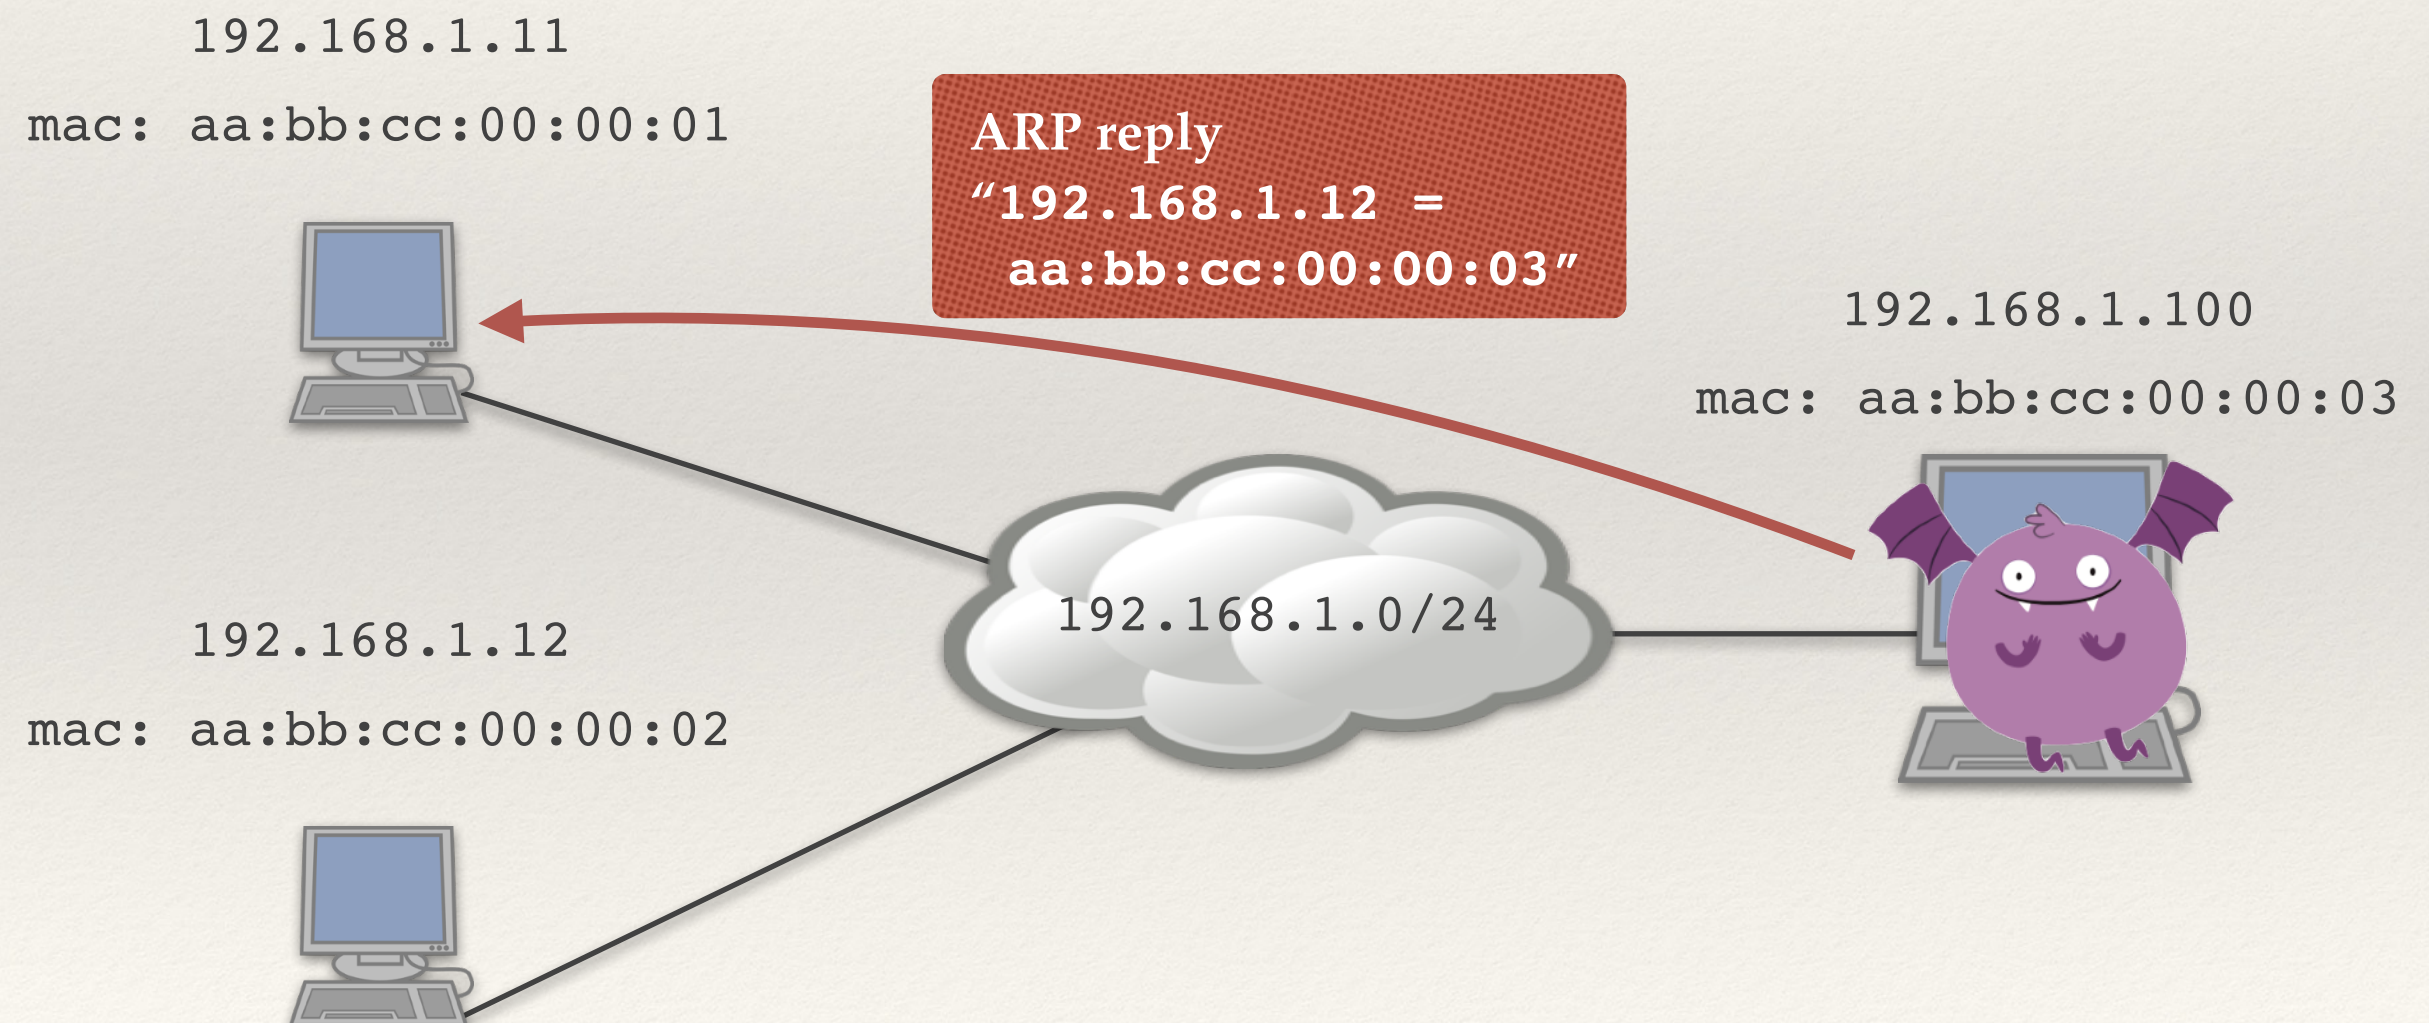 192.168.1.11
mac: aa:bb:cc:00:00:01
ARP reply
“192.168.1.12 =
aa:bb:cc:00:00:03”
192.168.1.100
mac: aa:bb:cc:00:00:03
192.168.1.0/24
192.168.1.12
mac: aa:bb:cc:00:00:02